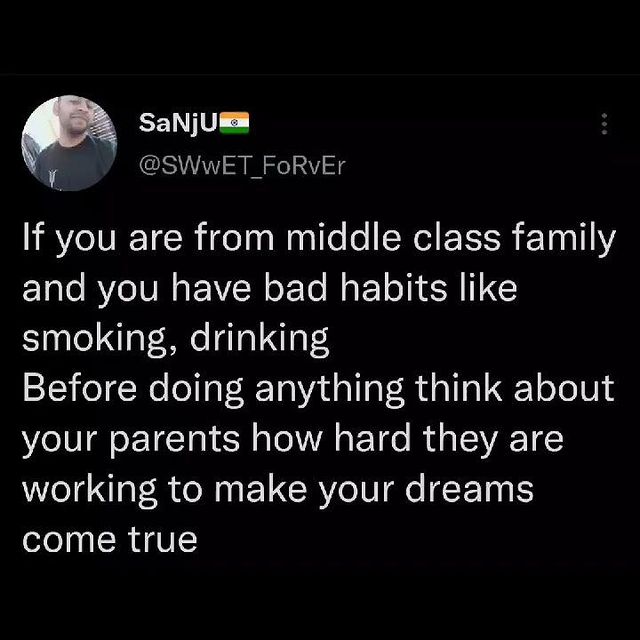 SaNjU🇮🇳
@SWwET_FoRvEr
If you are from middle class family
and you have bad habits like
smoking, drinking
Before doing anything think about
your parents how hard they are
working to make your dreams
come true